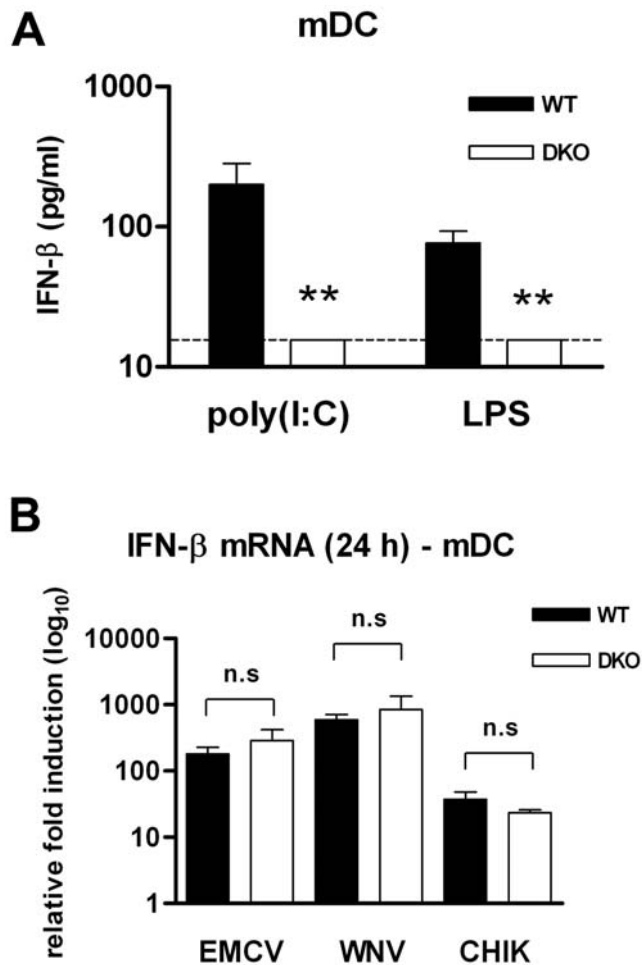 A
mDC
IFN-β (pg/ml)
1000
100
10
WT
DKO
**
**
poly(I:C)
LPS
B
IFN-β mRNA (24 h) - mDC
relative fold induction (log₁₀)
10000
1000
100
10
1
WT
DKO
n.s
n.s
n.s
EMCV
WNV
CHIK